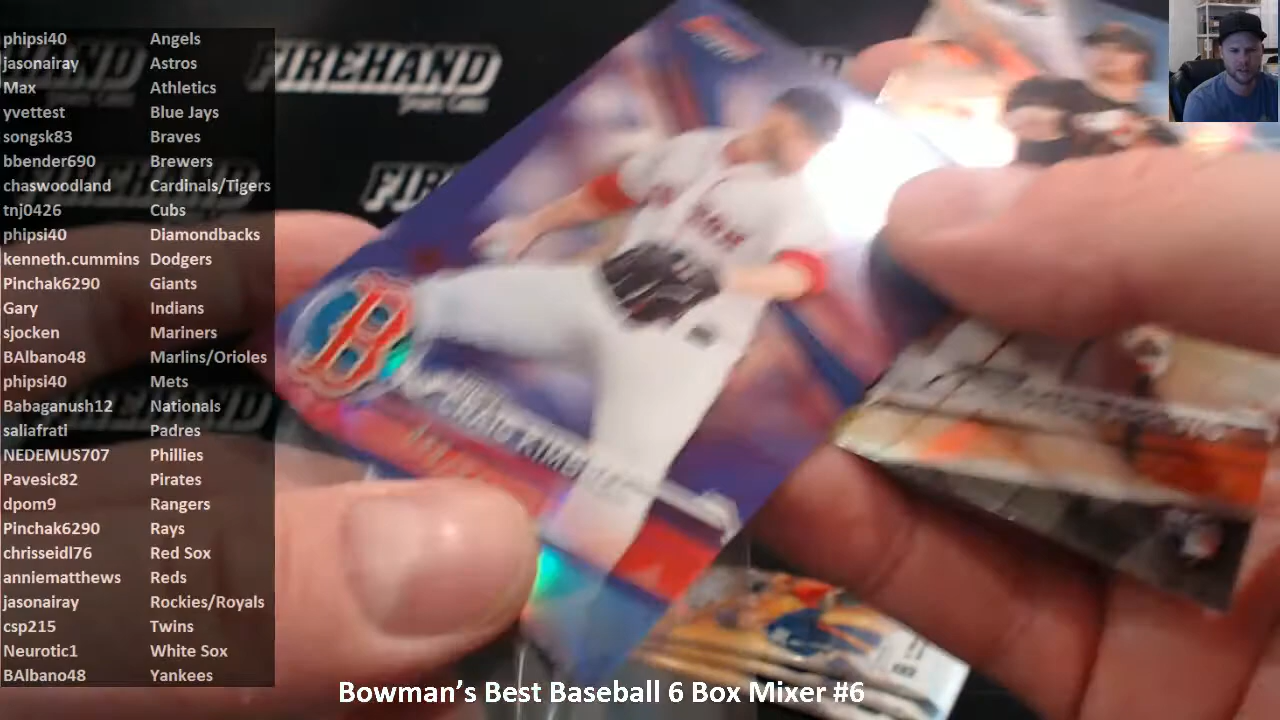 phipsi40 Angels
jasonairay Astros
Max Athletics
yvettest Blue Jays
songsk83 Braves
bbender690 Brewers
chaswoodland Cardinals/Tigers
tnj0426 Cubs
phipsi40 Diamondbacks
kenneth.cummins Dodgers
Pinchak6290 Giants
Gary Indians
sjocken Mariners
BAlbano48 Marlins/Orioles
phipsi40 Mets
Babaganush12 Nationals
saliafrati Padres
NEDEMUS707 Phillies
Pavesic82 Pirates
dpom9 Rangers
Pinchak6290 Rays
chrisseidl76 Red Sox
anniematthews Reds
jasonairay Rockies/Royals
csp215 Twins
Neurotic1 White Sox
BAlbano48 Yankees
FIREHAND
B
CRAIG
Bowman's Best Baseball 6 Box Mixer #6